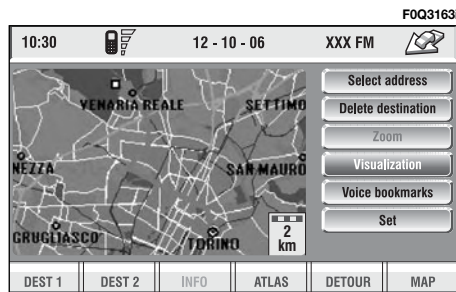 F0Q3163i
10:30 12 - 10 - 06 XXX FM
VENARIA REALE
SETTIMO
NEZZA
SAN MAURO
GRUGLIASCO
TORINO
2
km
Select address
Delete destination
Zoom
Visualization
Voice bookmarks
Set
DEST 1 DEST 2 INFO ATLAS DETOUR MAP